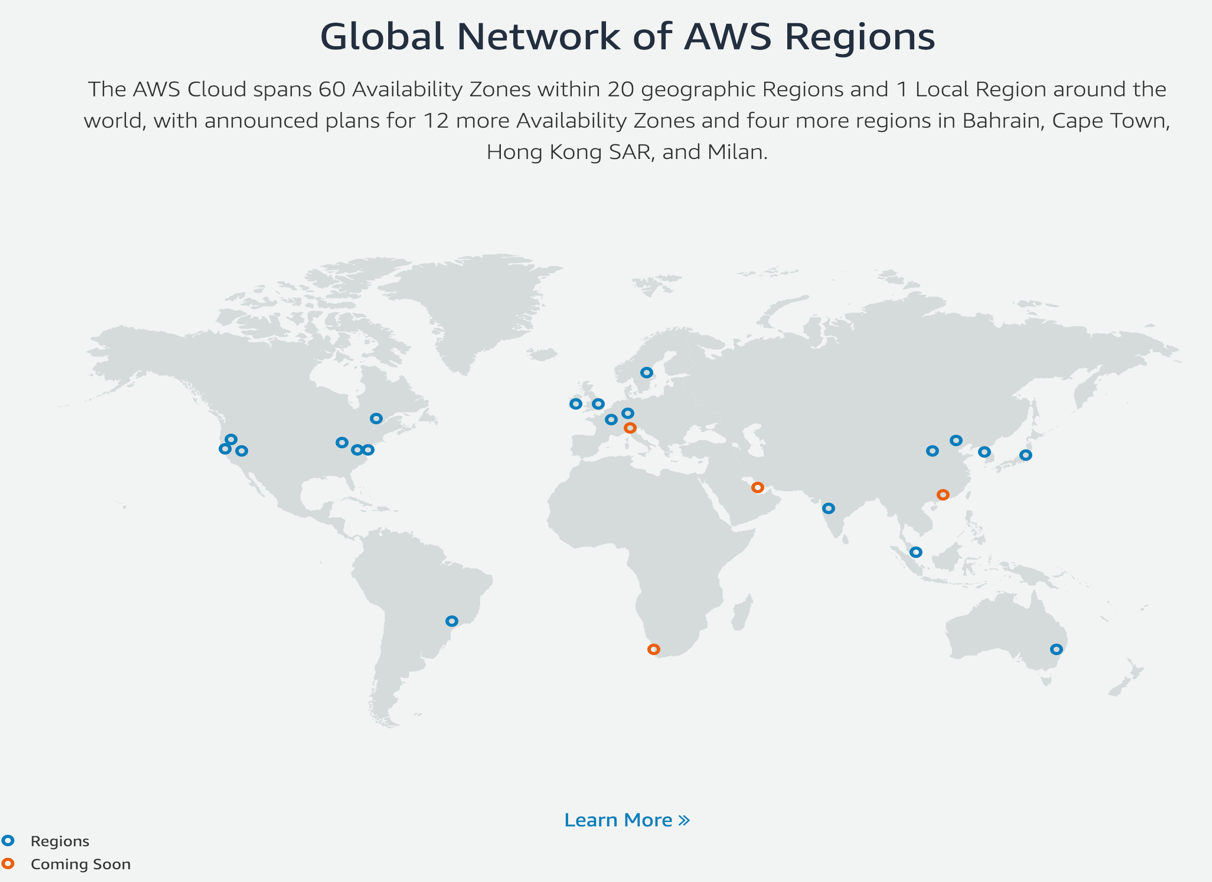 Global Network of AWS Regions
The AWS Cloud spans 60 Availability Zones within 20 geographic Regions and 1 Local Region around the
world, with announced plans for 12 more Availability Zones and four more regions in Bahrain, Cape Town,
Hong Kong SAR, and Milan.
Learn More »
Regions
Coming Soon